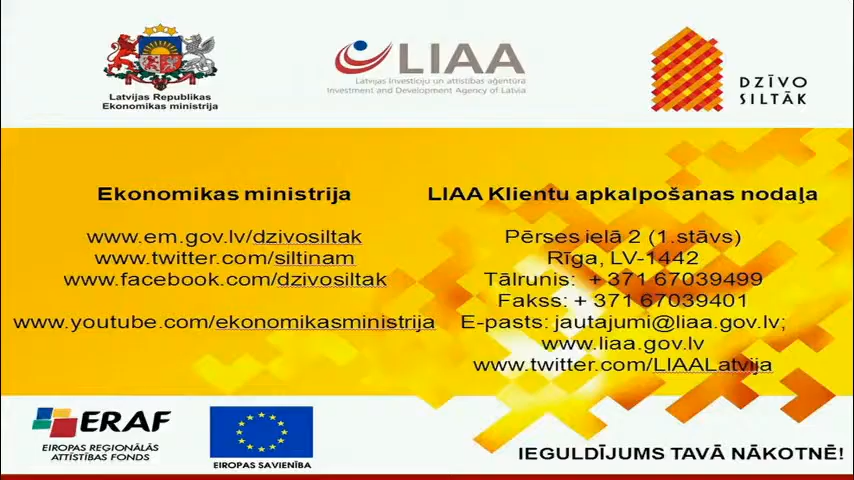 Latvijas Republikas
Ekonomikas ministrija
LIAA
Latvijas Investīciju un attīstības aģentūra
Investment and Development Agency of Latvia
DZĪVO
SILTĀK
Ekonomikas ministrija
www.em.gov.lv/dzivosiltak
www.twitter.com/siltinam
www.facebook.com/dzivosiltak
www.youtube.com/ekonomikasministrija
LIAA Klientu apkalpošanas nodaļa
Pērses ielā 2 (1.stāvs)
Rīga, LV-1442
Tālrunis: + 371 67039499
Fakss: + 371 67039401
E-pasts: jautajumi@liaa.gov.lv;
www.liaa.gov.lv
www.twitter.com/LIAALatvija
ERAF
EIROPAS REGIONĀLĀS
ATTĪSTĪBAS FONDS
EIROPAS SAVIENĪBA
IEGULDĪJUMS TAVĀ NĀKOTNĒ!